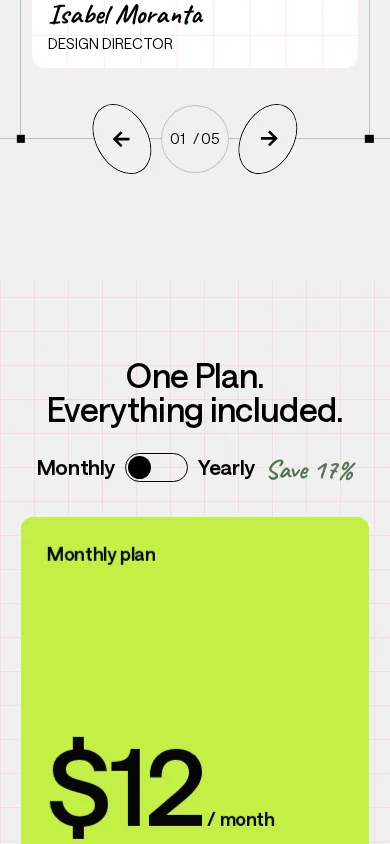 Isabel Moranta
DESIGN DIRECTOR
01 /05
One Plan.
Everything included.
Monthly Yearly Save 17%
Monthly plan
$12 / month